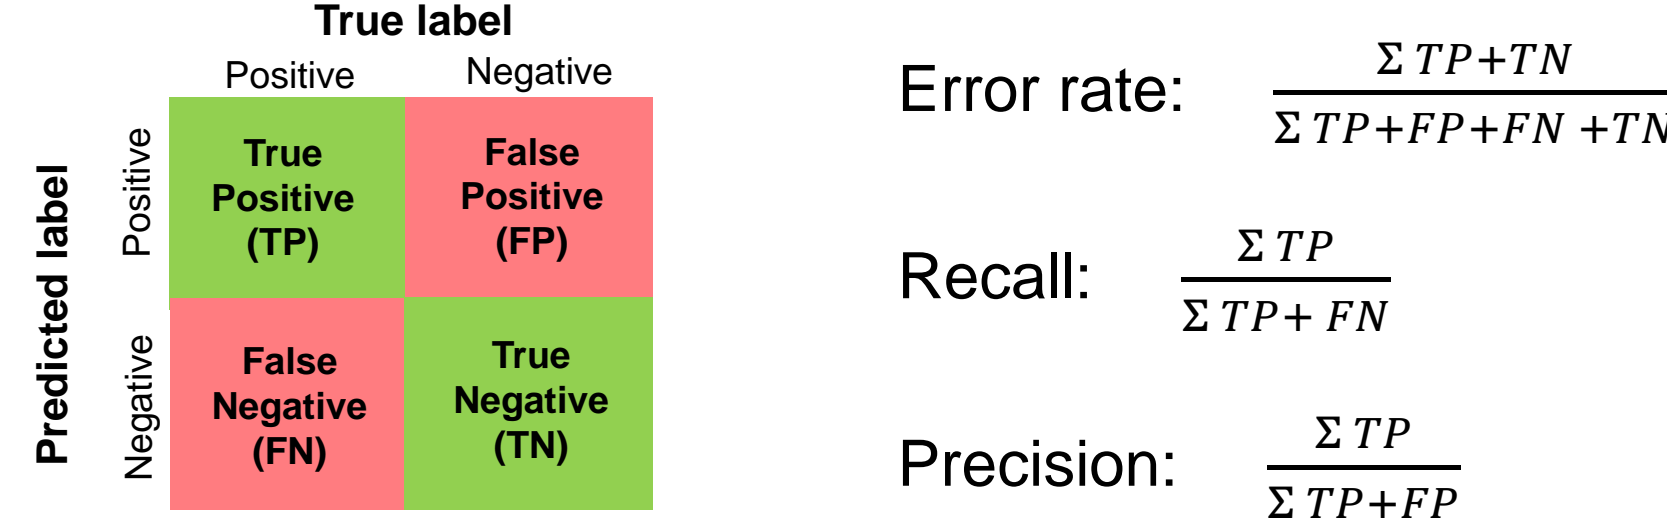 True label
Positive Negative
Predicted label
Positive
True
Positive
(TP)
False
Positive
(FP)
Negative
False
Negative
(FN)
True
Negative
(TN)
Error rate: Σ TP+TN
Σ TP+FP+FN +TN
Recall: Σ TP
Σ TP+ FN
Precision: Σ TP
Σ TP+FP